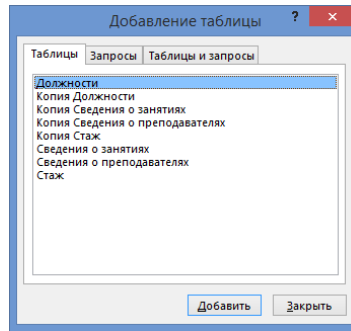 Добавление таблицы ? ×
Таблицы Запросы Таблицы и запросы
Должности
Копия Должности
Копия Сведения о занятиях
Копия Сведения о преподавателях
Копия Стаж
Сведения о занятиях
Сведения о преподавателях
Стаж
Добавить Закрыть